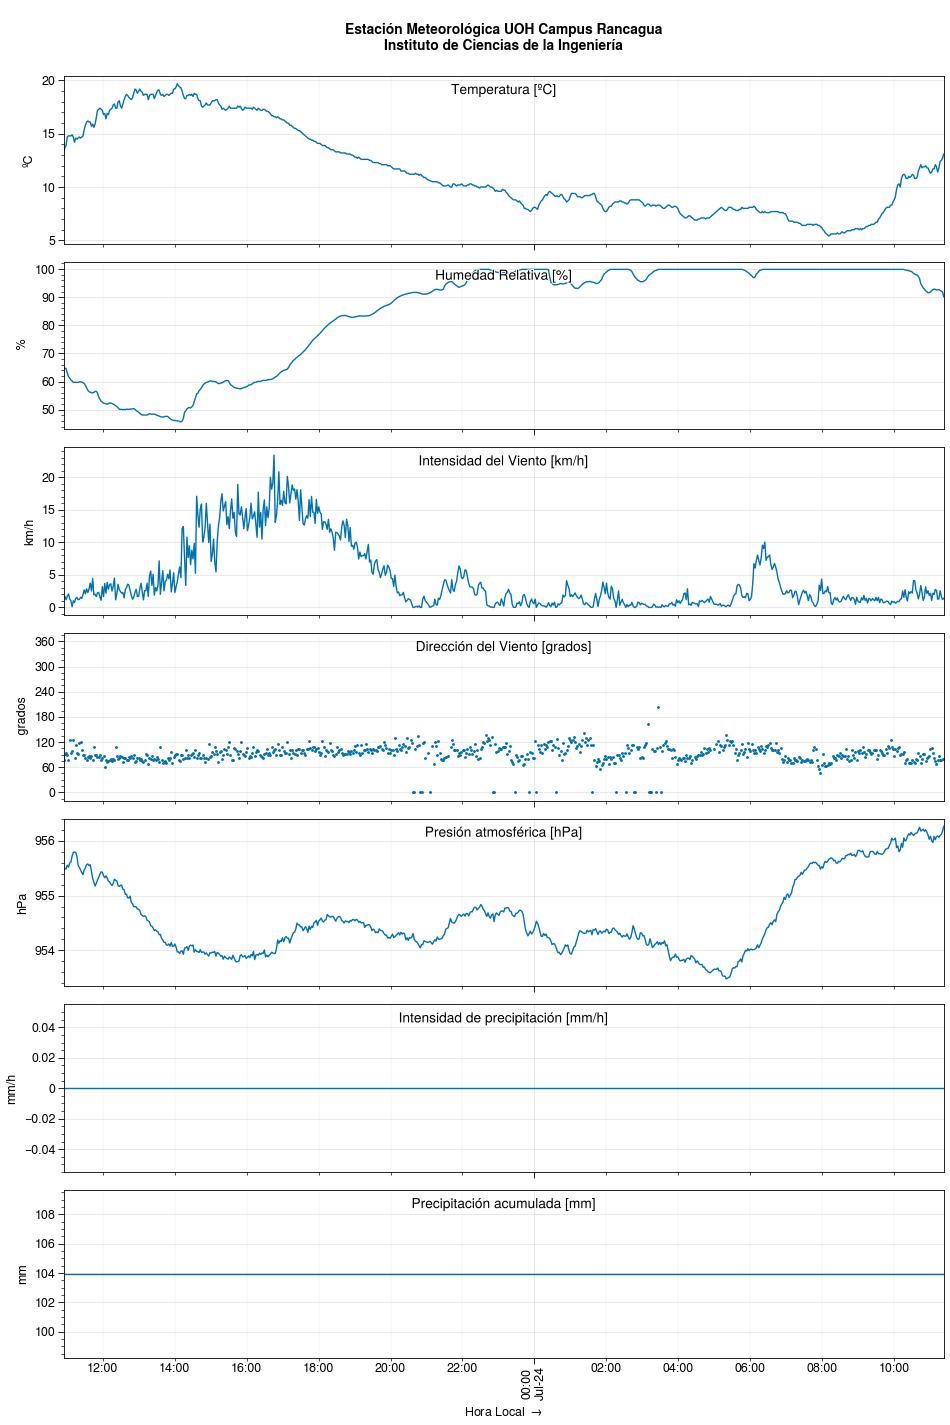 Estación Meteorológica UOH Campus Rancagua
Instituto de Ciencias de la Ingeniería
Temperatura [ºC]
ºC
20
15
10
5
Humedad Relativa [%]
%
100
90
80
70
60
50
Intensidad del Viento [km/h]
km/h
20
15
10
5
0
Dirección del Viento [grados]
grados
360
300
240
180
120
60
0
Presión atmosférica [hPa]
hPa
956
955
954
Intensidad de precipitación [mm/h]
mm/h
0.04
0.02
0
−0.02
−0.04
Precipitación acumulada [mm]
mm
108
106
104
102
100
12:00 14:00 16:00 18:00 20:00 22:00 00:00 02:00 04:00 06:00 08:00 10:00
Jul-24
Hora Local →